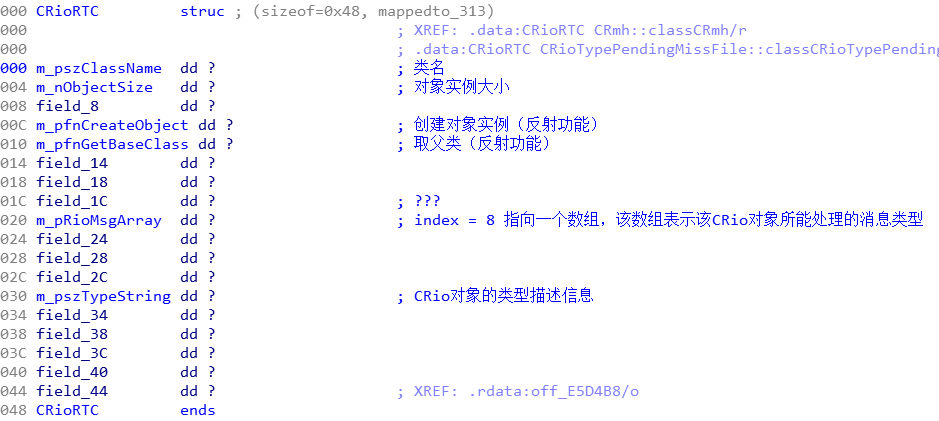 000 CRioRTC struc ; (sizeof=0x48, mappedto_313)
000 ; XREF: .data:CRioRTC CRmh::classCRmh/r
000 ; .data:CRioRTC CRioTypePendingMissFile::classCRioTypePending
000 m_pszClassName dd ? ; 类名
004 m_nObjectSize dd ? ; 对象实例大小
008 field_8 dd ?
00C m_pfnCreateObject dd ? ; 创建对象实例（反射功能）
010 m_pfnGetBaseClass dd ? ; 取父类（反射功能）
014 field_14 dd ?
018 field_18 dd ?
01C field_1C dd ? ; ???
020 m_pRioMsgArray dd ? ; index = 8 指向一个数组，该数组表示该CRio对象所能处理的消息类型
024 field_24 dd ?
028 field_28 dd ?
02C field_2C dd ?
030 m_pszTypeString dd ? ; CRio对象的类型描述信息
034 field_34 dd ?
038 field_38 dd ?
03C field_3C dd ?
040 field_40 dd ?
044 field_44 dd ? ; XREF: .rdata:off_E5D4B8/o
048 CRioRTC ends